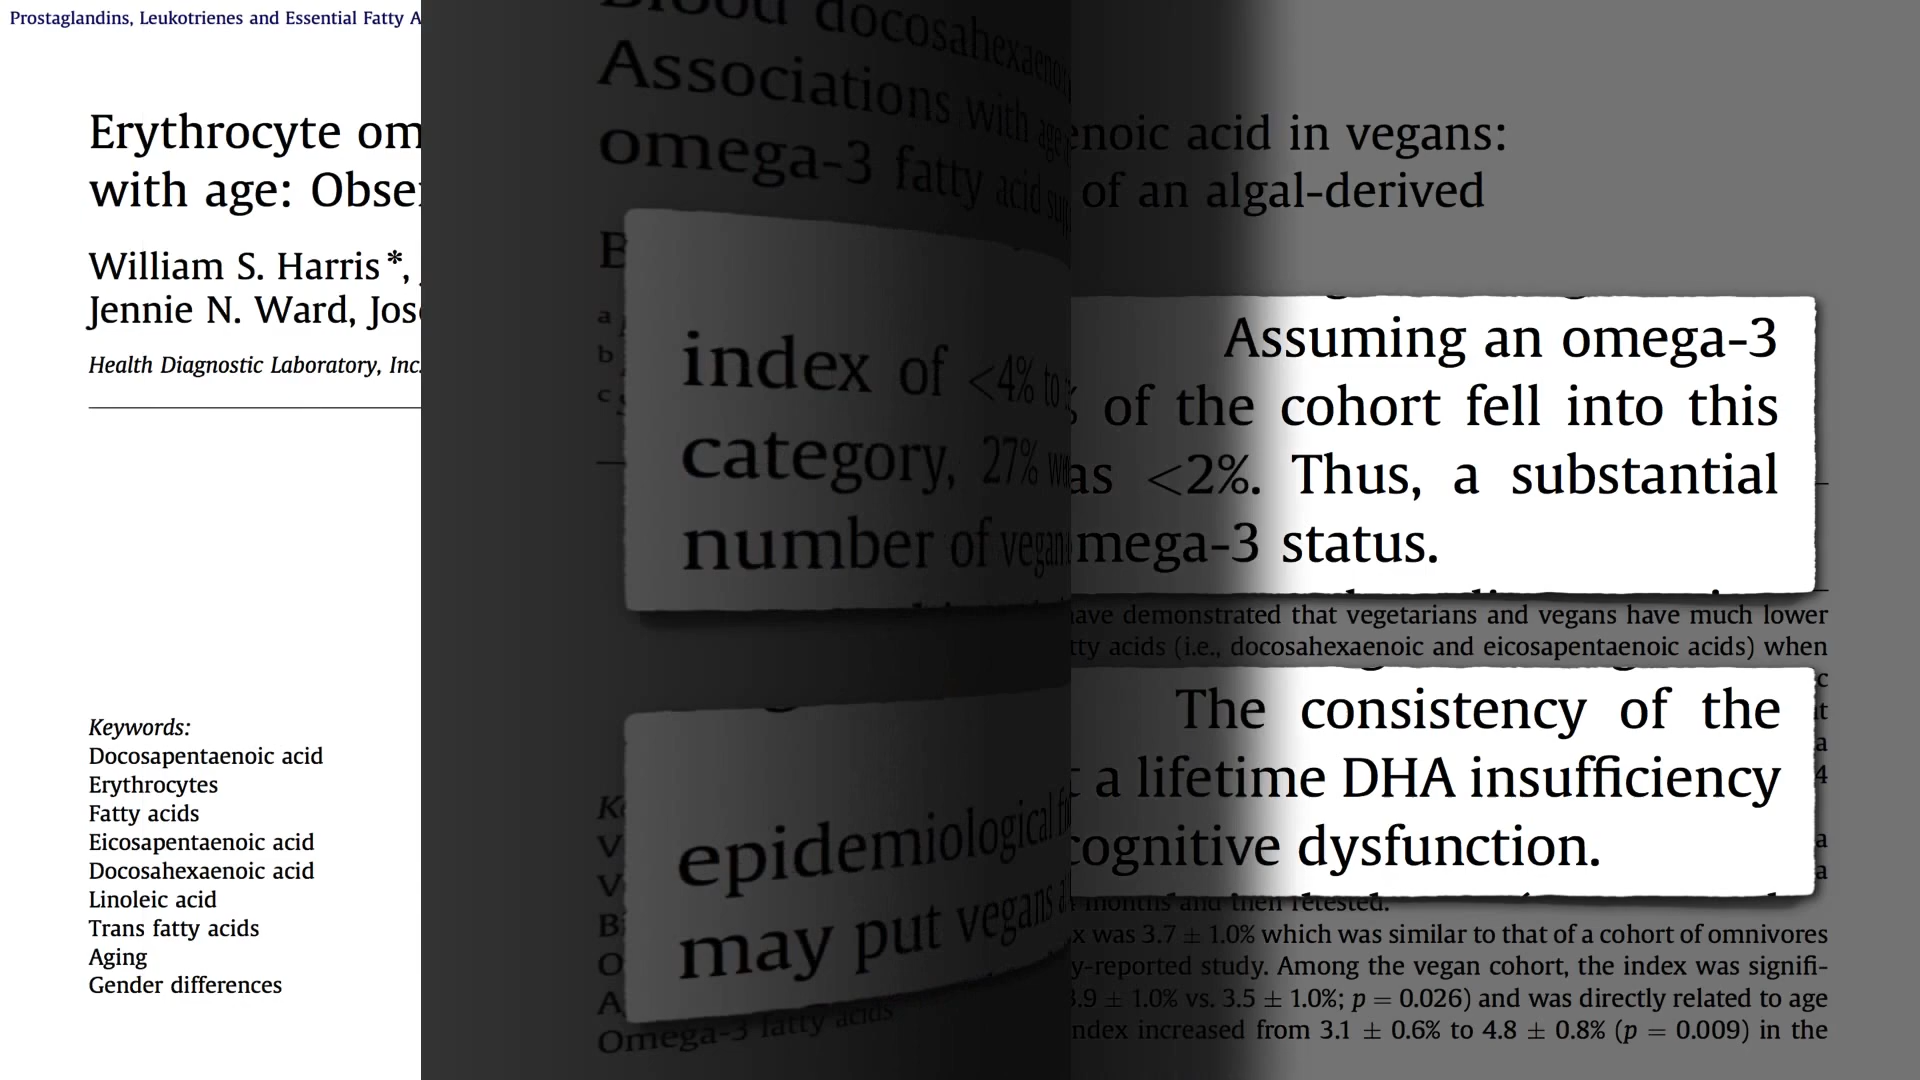 Prostaglandins, Leukotrienes and Essential Fatty A
Erythrocyte om
with age: Obse
William S. Harris*,
Jennie N. Ward, Jos
Health Diagnostic Laboratory, Inc.
Keywords:
Docosapentaenoic acid
Erythrocytes
Fatty acids
Eicosapentaenoic acid
Docosahexaenoic acid
Linoleic acid
Trans fatty acids
Aging
Gender differences
Blood docosahexaeno
Associations with age
omega-3 fatty acid sup
index of <4% to
category, 27%
number of vegan
epidemiological
may put vegans a
Omega-3 fatty acids
enoic acid in vegans:
of an algal-derived
Assuming an omega-3
of the cohort fell into this
as <2%. Thus, a substantial
mega-3 status.
ave demonstrated that vegetarians and vegans have much lower
tty acids (i.e., docosahexaenoic and eicosapentaenoic acids) when
The consistency of the
a lifetime DHA insufficiency
cognitive dysfunction.
months and then retested.
x was 3.7 ± 1.0% which was similar to that of a cohort of omnivores
y-reported study. Among the vegan cohort, the index was signifi-
3.9 ± 1.0% vs. 3.5 ± 1.0%; p = 0.026) and was directly related to age
ndex increased from 3.1 ± 0.6% to 4.8 ± 0.8% (p = 0.009) in the